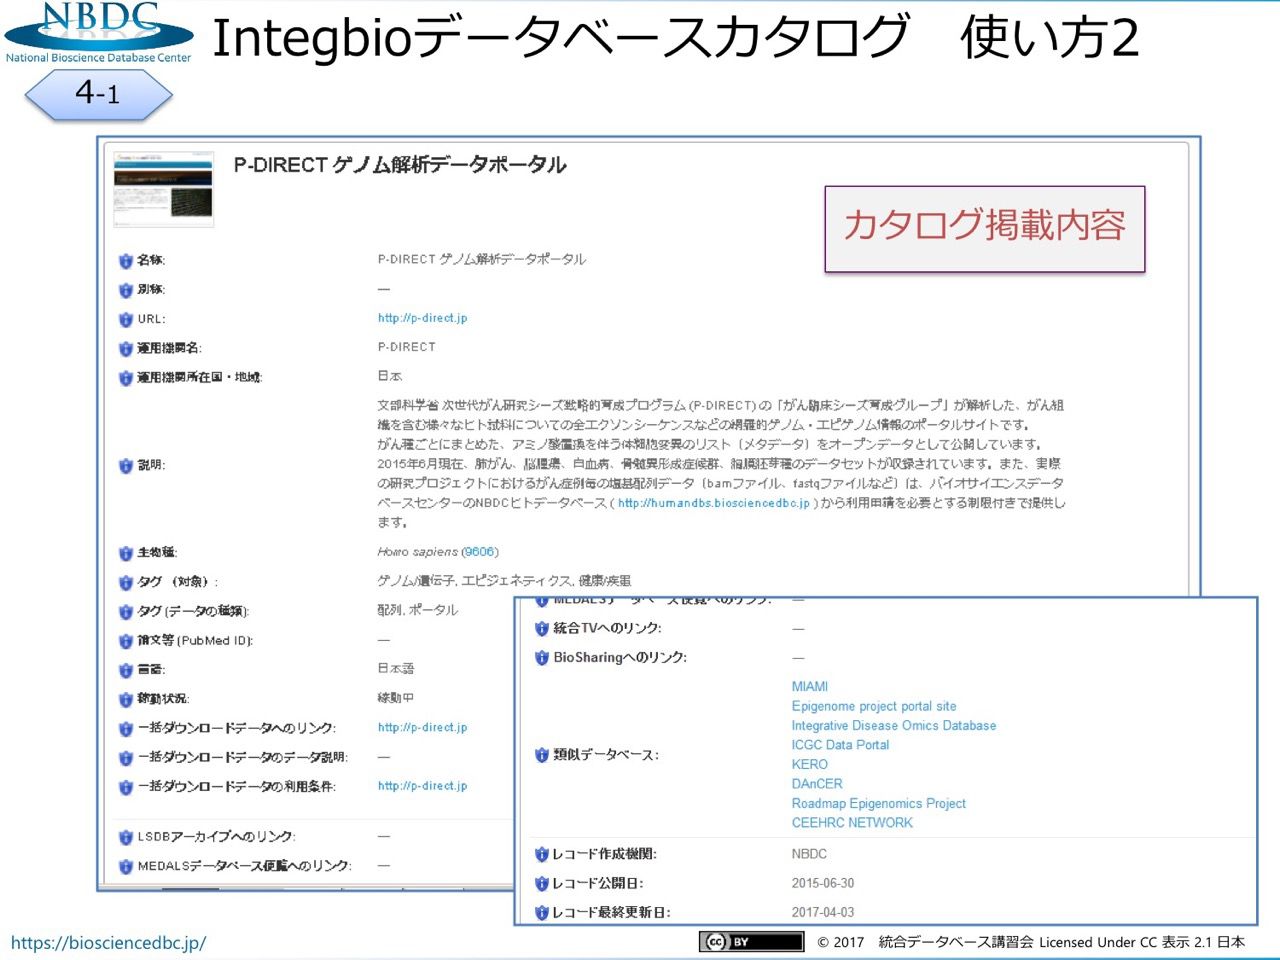 NBDC
National Bioscience Database Center
Integbioデータベースカタログ　使い方2
4-1
P-DIRECT ゲノム解析データポータル
カタログ掲載内容
名称: P-DIRECT ゲノム解析データポータル
別称: —
URL: http://p-direct.jp
運用機関名: P-DIRECT
運用機関所在国・地域: 日本
説明:
文部科学省 次世代がん研究シーズ戦略的育成プログラム (P-DIRECT) の「がん臨床シーズ育成グループ」が解析した、がん組
織を含む様々なヒト試料についての全エクソンシーケンスなどの網羅的ゲノム・エピゲノム情報のポータルサイトです。
がん種ごとにまとめた、アミノ酸置換を伴う体細胞変異のリスト（メタデータ）をオープンデータとして公開しています。
2015年6月現在、肺がん、脳腫瘍、白血病、骨髄異形成症候群、胸膜胚芽種のデータセットが収録されています。また、実際
の研究プロジェクトにおけるがん症例毎の塩基配列データ（bamファイル、fastqファイルなど）は、バイオサイエンスデータ
ベースセンターのNBDCヒトデータベース ( http://humandbs.biosciencedbc.jp ) から利用申請を必要とする制限付きで提供し
ます。
生物種: Homo sapiens (9606)
タグ （対象）: ゲノム/遺伝子, エピジェネティクス, 健康/疾患
タグ (データの種類): 配列, ポータル
論文等 (PubMed ID): —
言語: 日本語
稼動状況: 稼動中
一括ダウンロードデータへのリンク: http://p-direct.jp
一括ダウンロードデータのデータ説明: —
一括ダウンロードデータの利用条件: http://p-direct.jp
LSDBアーカイブへのリンク: —
MEDALSデータベース便覧へのリンク: —
MEDALSデータベース便覧へのリンク: —
統合TVへのリンク: —
BioSharingへのリンク: —
類似データベース:
MIAMI
Epigenome project portal site
Integrative Disease Omics Database
ICGC Data Portal
KERO
DAnCER
Roadmap Epigenomics Project
CEEHRC NETWORK
レコード作成機関: NBDC
レコード公開日: 2015-06-30
レコード最終更新日: 2017-04-03
https://biosciencedbc.jp/
cc BY
© 2017　統合データベース講習会 Licensed Under CC 表示 2.1 日本